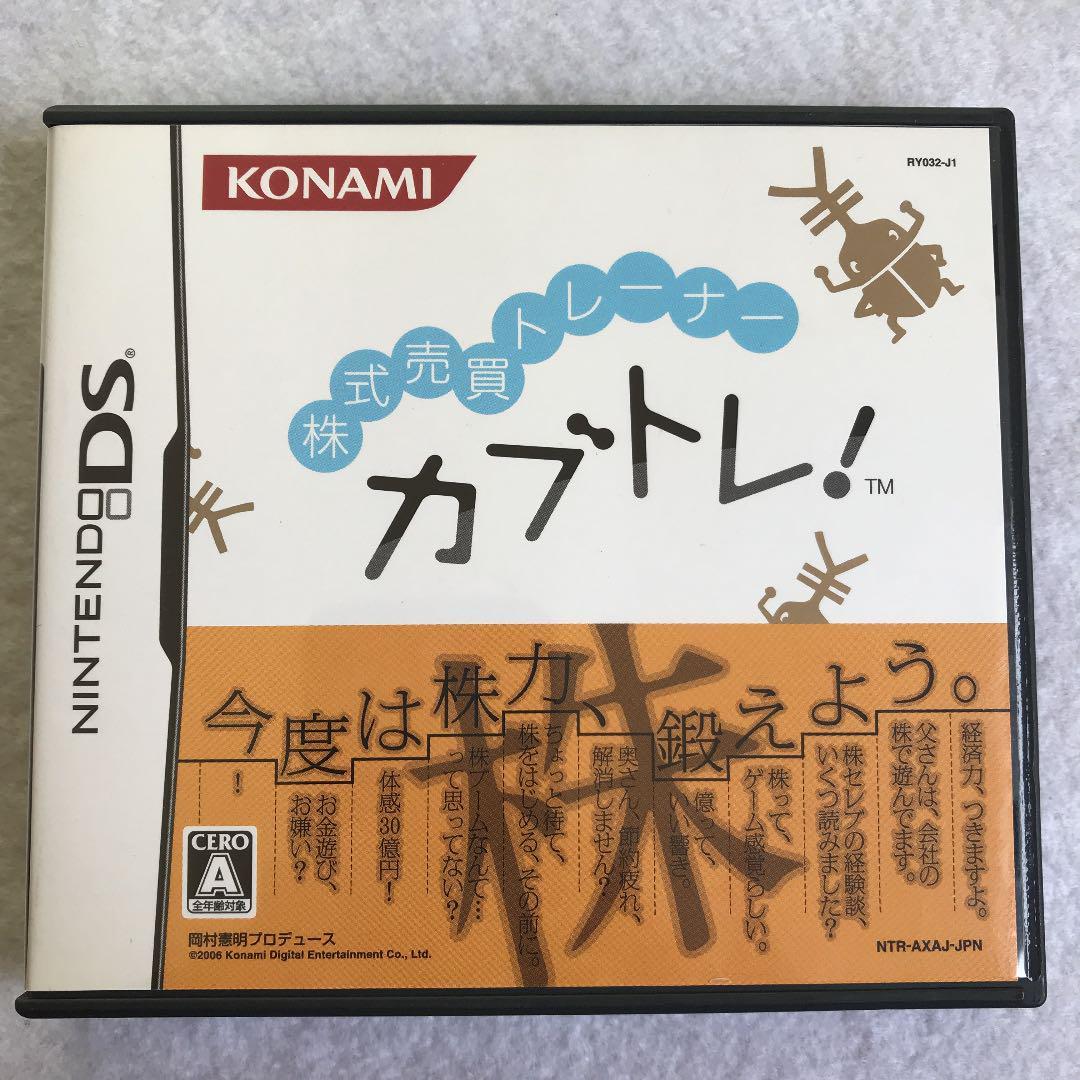 KONAMI
RY032-J1
NINTENDO DS®
株式売買トレーナー
カブトレ！
TM
今度は株力、鍛えよう。
経済力、つきますよ。
父さんは、会社の
株で遊んでます。
株セレブの経験談、
いくつ読みました？
株って、
ゲーム感覚らしい。
億って、
いい響き。
奥さん、節約疲れ、
解消しません？
ちょっと待て、
株をはじめる、その前に。
株ブームなんて…
って思ってない？
体感30億円！
お金遊び、
お嫌い？
！
株
CERO
A
全年齢対象
岡村憲明プロデュース
©2006 Konami Digital Entertainment Co., Ltd.
NTR-AXAJ-JPN